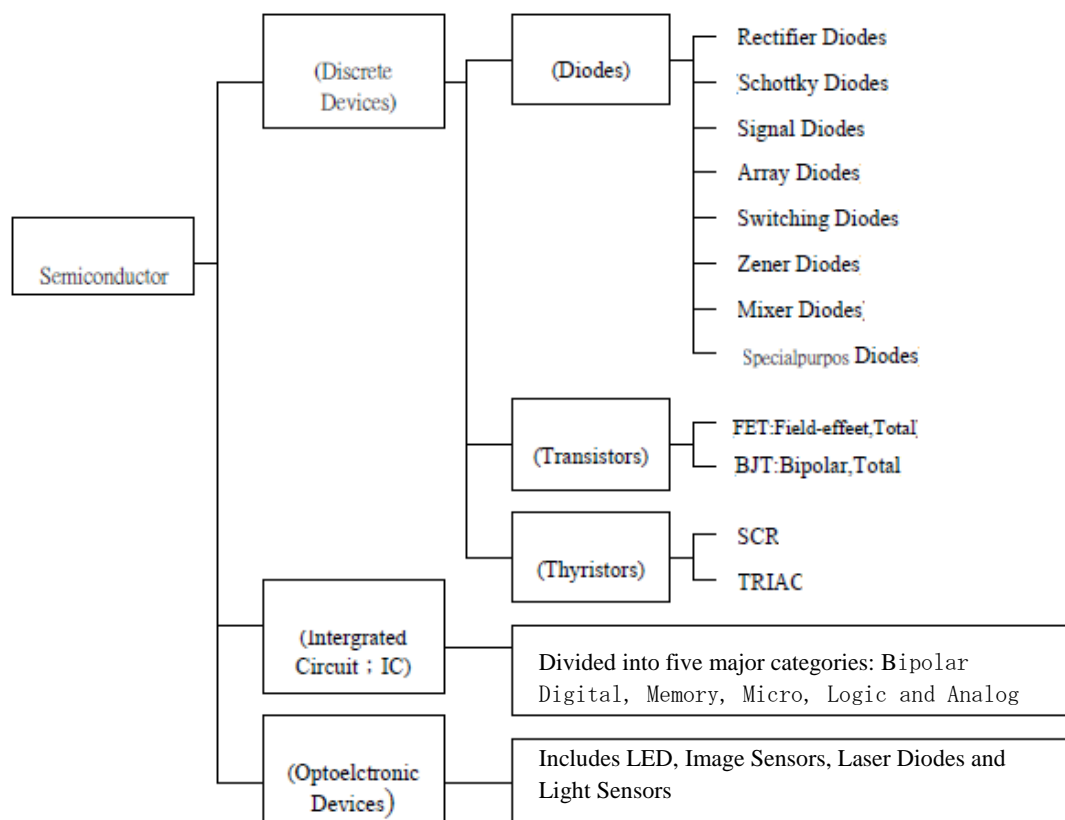 Semiconductor
(Discrete
Devices)
(Diodes)
Rectifier Diodes
Schottky Diodes
Signal Diodes
Array Diodes
Switching Diodes
Zener Diodes
Mixer Diodes
Specialpurpos Diodes
(Transistors)
FET:Field-effeet,Total
BJT:Bipolar,Total
(Thyristors)
SCR
TRIAC
(Intergrated
Circuit；IC)
Divided into five major categories: Bipolar
Digital, Memory, Micro, Logic and Analog
(Optoelctronic
Devices)
Includes LED, Image Sensors, Laser Diodes and
Light Sensors